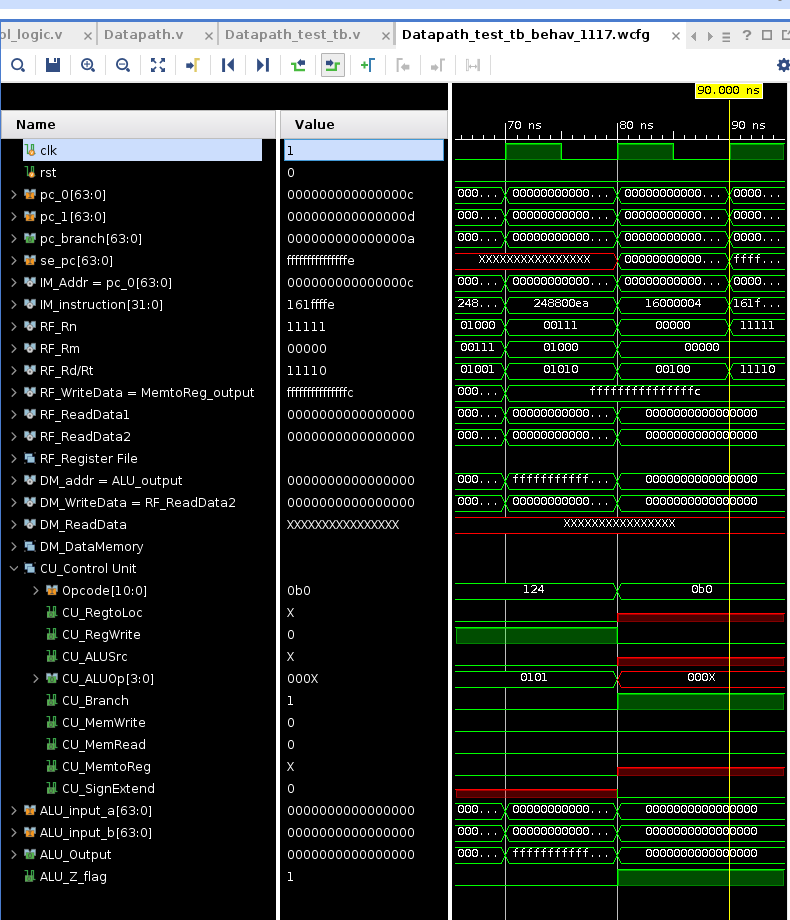 ol_logic.v × Datapath.v × Datapath_test_tb.v × Datapath_test_tb_behav_1117.wcfg ×
90.000 ns
Name Value 70 ns 80 ns 90 ns
clk 1
rst 0
pc_0[63:0] 000000000000000c 000... 00000000000... 00000000000... 0000...
pc_1[63:0] 000000000000000d 000... 00000000000... 00000000000... 0000...
pc_branch[63:0] 000000000000000a 000... 00000000000... 00000000000... 0000...
se_pc[63:0] fffffffffffffffe XXXXXXXXXXXXXXXX 00000000000... ffff...
IM_Addr = pc_0[63:0] 000000000000000c 000... 00000000000... 00000000000... 0000...
IM_instruction[31:0] 161ffffe 248... 248800ea 16000004 161f...
RF_Rn 11111 01000 00111 00000 11111
RF_Rm 00000 00111 01000 00000
RF_Rd/Rt 11110 01001 01010 00100 11110
RF_WriteData = MemtoReg_output fffffffffffffffc 000... fffffffffffffffc
RF_ReadData1 0000000000000000 000... 00000000000... 0000000000000000
RF_ReadData2 0000000000000000 000... 00000000000... 0000000000000000
RF_Register File
DM_addr = ALU_output 0000000000000000 000... fffffffffff... 0000000000000000
DM_WriteData = RF_ReadData2 0000000000000000 000... 00000000000... 0000000000000000
DM_ReadData XXXXXXXXXXXXXXXX XXXXXXXXXXXXXXXX
DM_DataMemory
CU_Control Unit
Opcode[10:0] 0b0 124 0b0
CU_RegtoLoc X
CU_RegWrite 0
CU_ALUSrc X
CU_ALUOp[3:0] 000X 0101 000X
CU_Branch 1
CU_MemWrite 0
CU_MemRead 0
CU_MemtoReg X
CU_SignExtend 0
ALU_input_a[63:0] 0000000000000000 000... 00000000000... 0000000000000000
ALU_input_b[63:0] 0000000000000000 000... 00000000000... 0000000000000000
ALU_Output 0000000000000000 000... fffffffffff... 0000000000000000
ALU_Z_flag 1